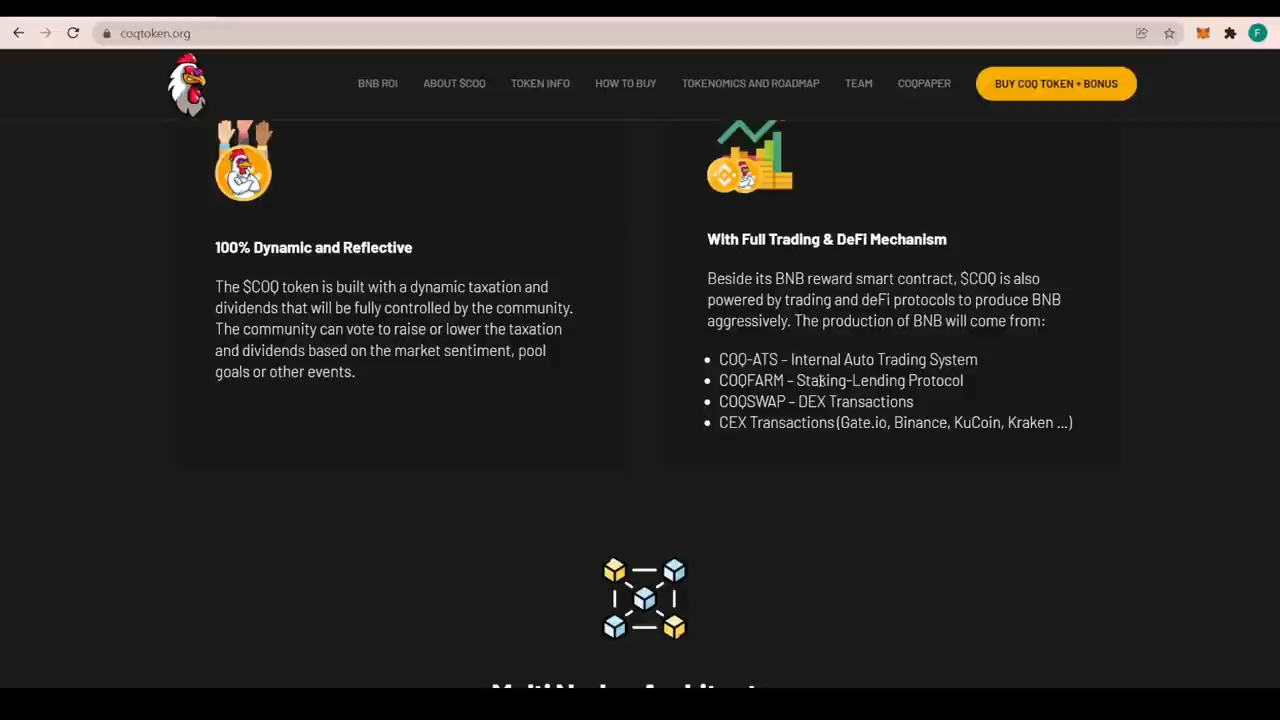 coqtoken.org
F
BNB ROI
ABOUT $COQ
TOKEN INFO
HOW TO BUY
TOKENOMICS AND ROADMAP
TEAM
COQPAPER
BUY COQ TOKEN + BONUS
100% Dynamic and Reflective
The $COQ token is built with a dynamic taxation and
dividends that will be fully controlled by the community.
The community can vote to raise or lower the taxation
and dividends based on the market sentiment, pool
goals or other events.
With Full Trading & DeFi Mechanism
Beside its BNB reward smart contract, $COQ is also
powered by trading and deFi protocols to produce BNB
aggressively. The production of BNB will come from:
• COQ-ATS – Internal Auto Trading System
• COQFARM – Staking-Lending Protocol
• COQSWAP – DEX Transactions
• CEX Transactions (Gate.io, Binance, KuCoin, Kraken ...)